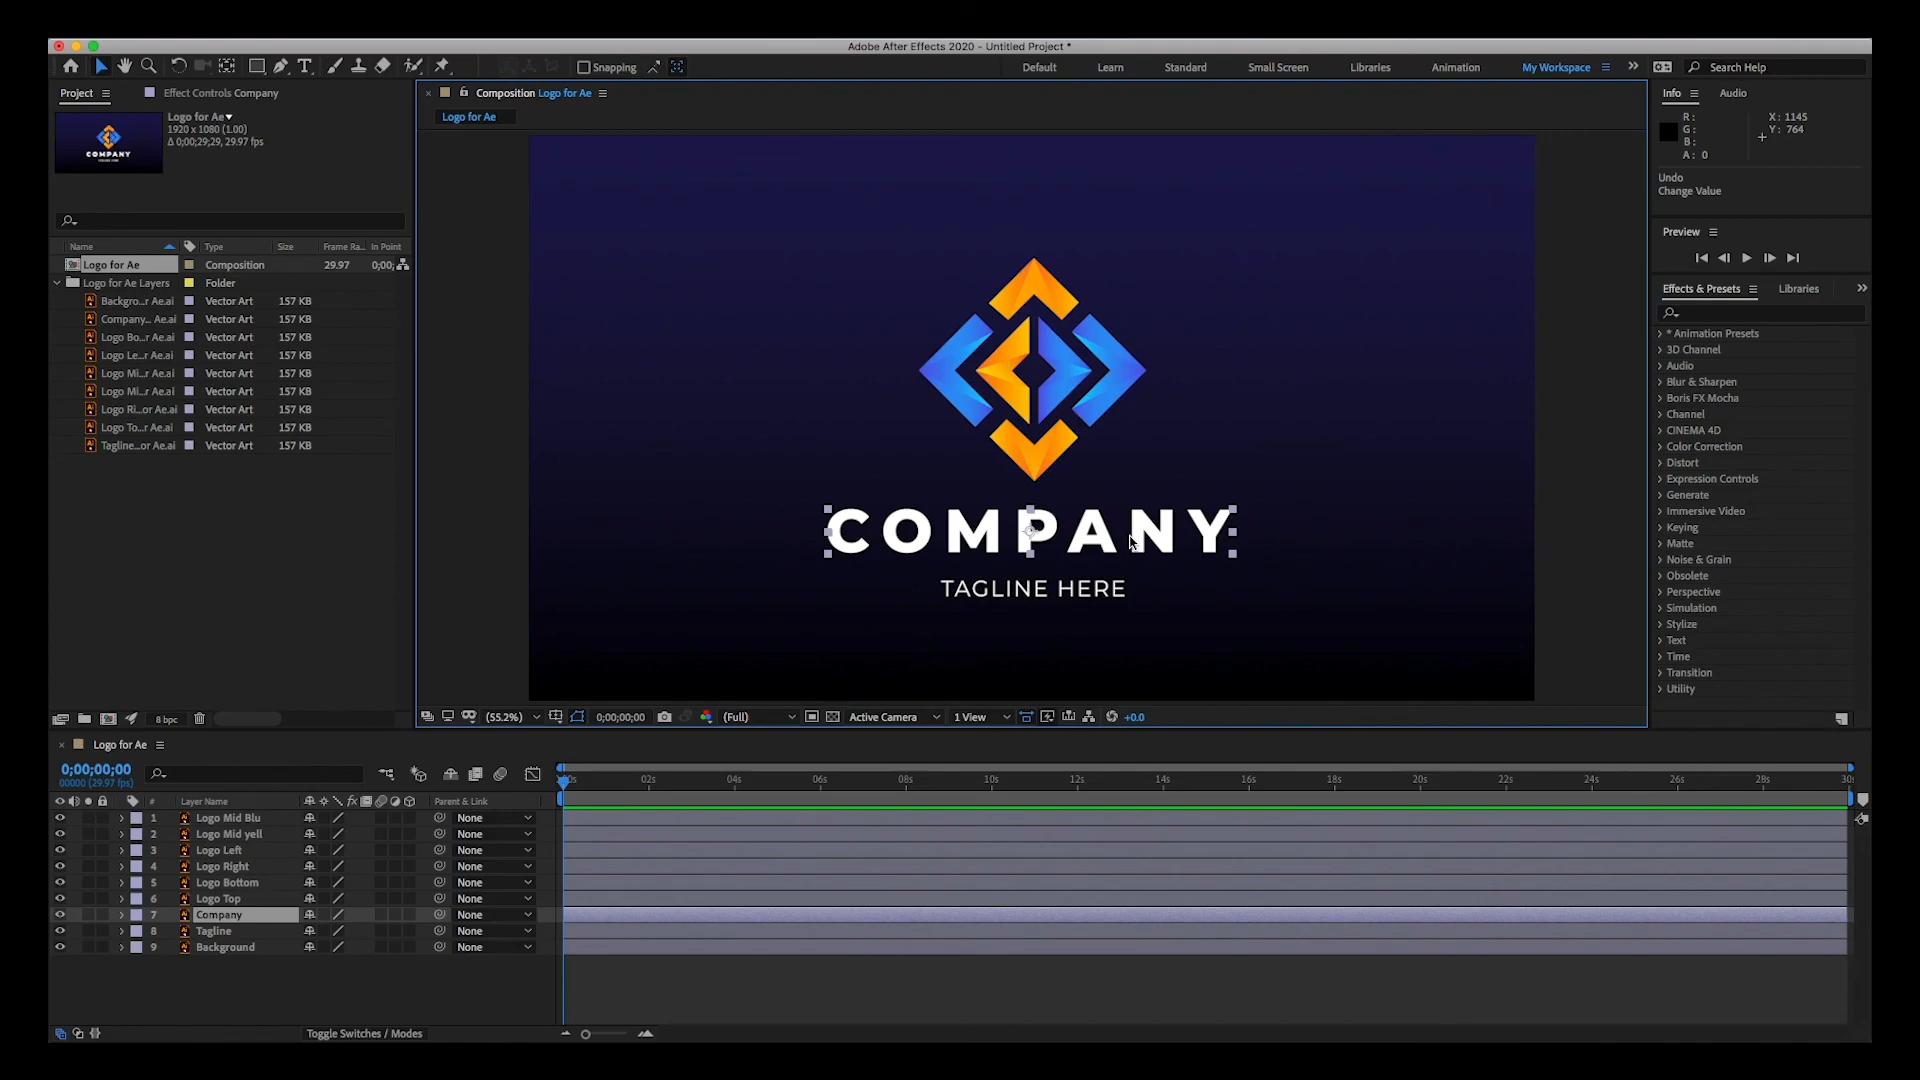 Adobe After Effects 2020 - Untitled Project *
Snapping
Default
Learn
Standard
Small Screen
Libraries
Animation
My Workspace
Search Help
Project
Effect Controls Company
Logo for Ae
1920 x 1080 (1.00)
Δ 0;00;29;29, 29.97 fps
Composition Logo for Ae
Logo for Ae
Info
Audio
R:
G:
B:
A: 0
X: 1145
Y: 764
Undo
Change Value
Preview
Effects & Presets
Libraries
* Animation Presets
3D Channel
Audio
Blur & Sharpen
Boris FX Mocha
Channel
CINEMA 4D
Color Correction
Distort
Expression Controls
Generate
Immersive Video
Keying
Matte
Noise & Grain
Obsolete
Perspective
Simulation
Stylize
Text
Time
Transition
Utility
Name Type Size Frame Ra... In Point
Logo for Ae Composition 29.97 0;00;
Logo for Ae Layers Folder
Backgro...r Ae.ai Vector Art 157 KB
Company... Ae.ai Vector Art 157 KB
Logo Bo...r Ae.ai Vector Art 157 KB
Logo Le...r Ae.ai Vector Art 157 KB
Logo Mi...r Ae.ai Vector Art 157 KB
Logo Mi...r Ae.ai Vector Art 157 KB
Logo Ri...or Ae.ai Vector Art 157 KB
Logo To...r Ae.ai Vector Art 157 KB
Tagline...or Ae.ai Vector Art 157 KB
COMPANY
TAGLINE HERE
8 bpc
(55.2%) 0;00;00;00 (Full) Active Camera 1 View +0.0
Logo for Ae
0;00;00;00
00000 (29.97 fps)
02s 04s 06s 08s 10s 12s 14s 16s 18s 20s 22s 24s 26s 28s
# Layer Name Parent & Link
1 Logo Mid Blu None
2 Logo Mid yell None
3 Logo Left None
4 Logo Right None
5 Logo Bottom None
6 Logo Top None
7 Company None
8 Tagline None
9 Background None
Toggle Switches / Modes